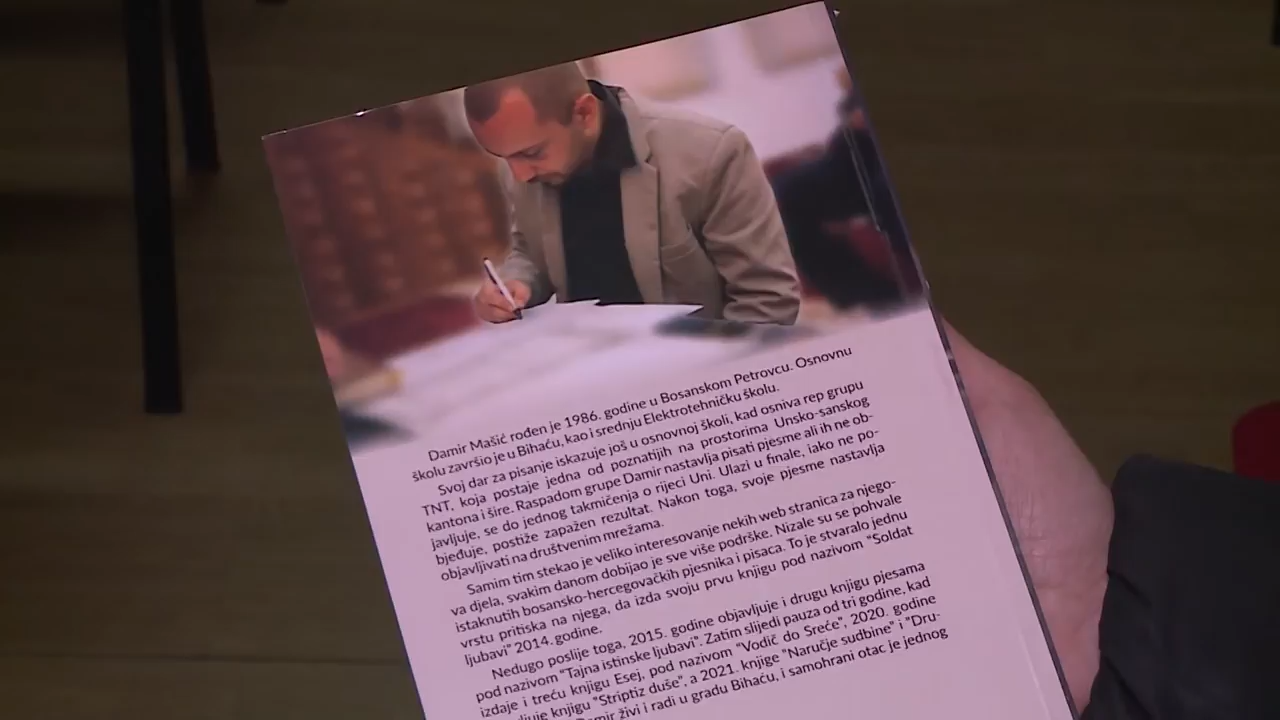 Damir Mašić rođen je 1986. godine u Bosanskom Petrovcu. Osnovnu
školu završio je u Bihaću, kao i srednju Elektrotehničku školu.
Svoj dar za pisanje iskazuje još u osnovnoj školi, kad osniva rep grupu
TNT, koja postaje jedna od poznatijih na prostorima Unsko-sanskog
kantona i šire. Raspadom grupe Damir nastavlja pisati pjesme ali ih ne ob-
javljuje, se do jednog takmičenja o rijeci Uni. Ulazi u finale, iako ne po-
bjeđuje, postiže zapažen rezultat. Nakon toga, svoje pjesme nastavlja
objavljivati na društvenim mrežama.
Samim tim stekao je veliko interesovanje nekih web stranica za njego-
va djela, svakim danom dobijao je sve više podrške. Nizale su se pohvale
istaknutih bosansko-hercegovačkih pjesnika i pisaca. To je stvaralo jednu
vrstu pritiska na njega, da izda svoju prvu knjigu pod nazivom "Soldat
ljubavi" 2014. godine.
Nedugo poslije toga, 2015. godine objavljuje i drugu knjigu pjesama
pod nazivom "Tajna istinske ljubavi". Zatim slijedi pauza od tri godine, kad
izdaje i treću knjigu Esej, pod nazivom "Vodič do Sreće", 2020. godine
knjigu "Striptiz duše", a 2021. knjige "Naručje sudbine" i "Dru-
Damir živi i radi u gradu Bihaću, i samohrani otac je jednog